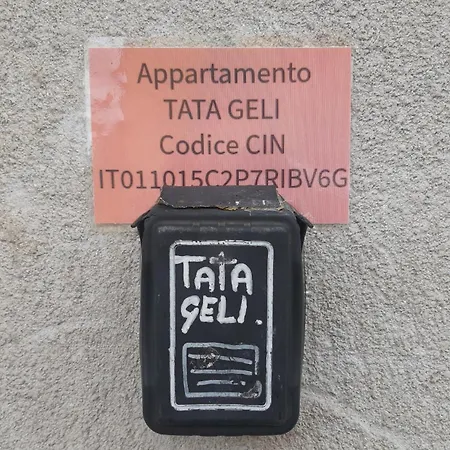 Appartamento
TATA GELI
Codice CIN
IT011015C2P7RIBV6G
TATA
GELI.